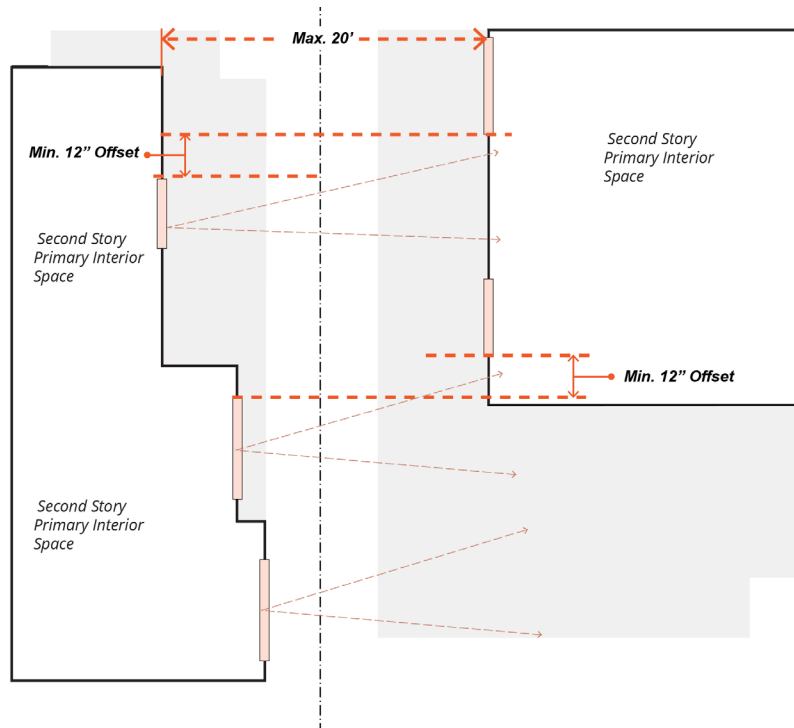 Max. 20’
Min. 12” Offset
Second Story
Primary Interior
Space
Second Story
Primary Interior
Space
Min. 12” Offset
Second Story
Primary Interior
Space